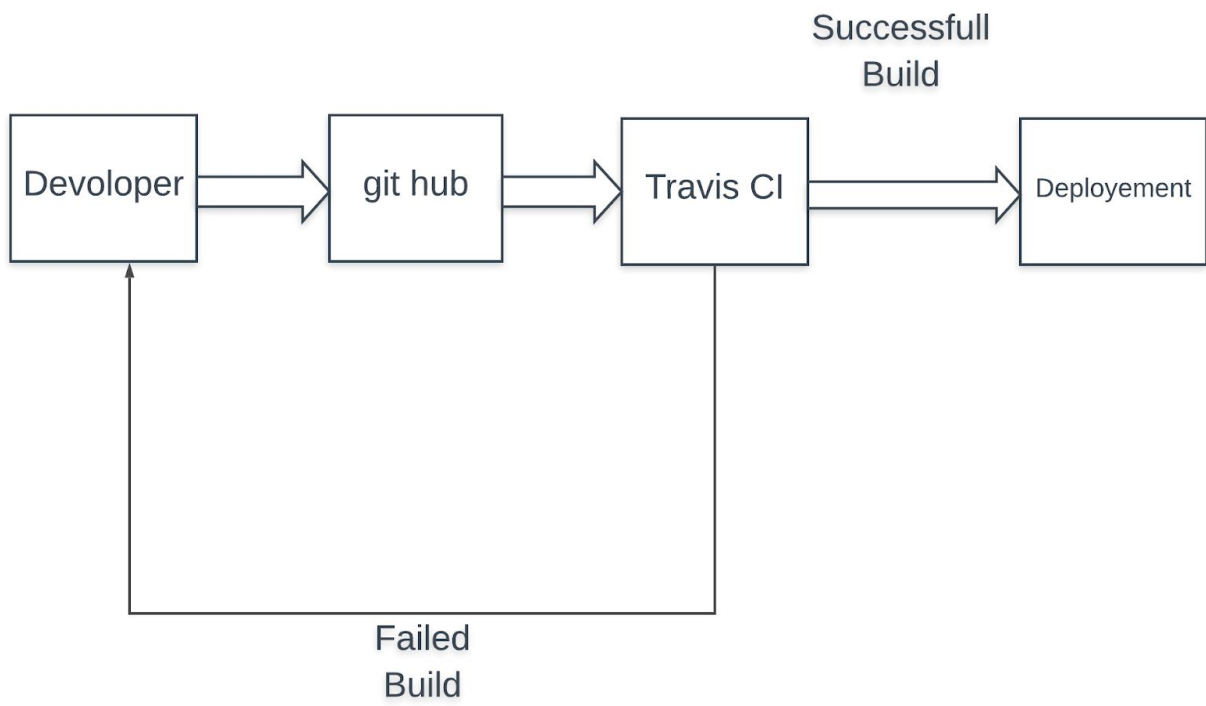 Successfull
Build
Devoloper
git hub
Travis CI
Deployement
Failed
Build